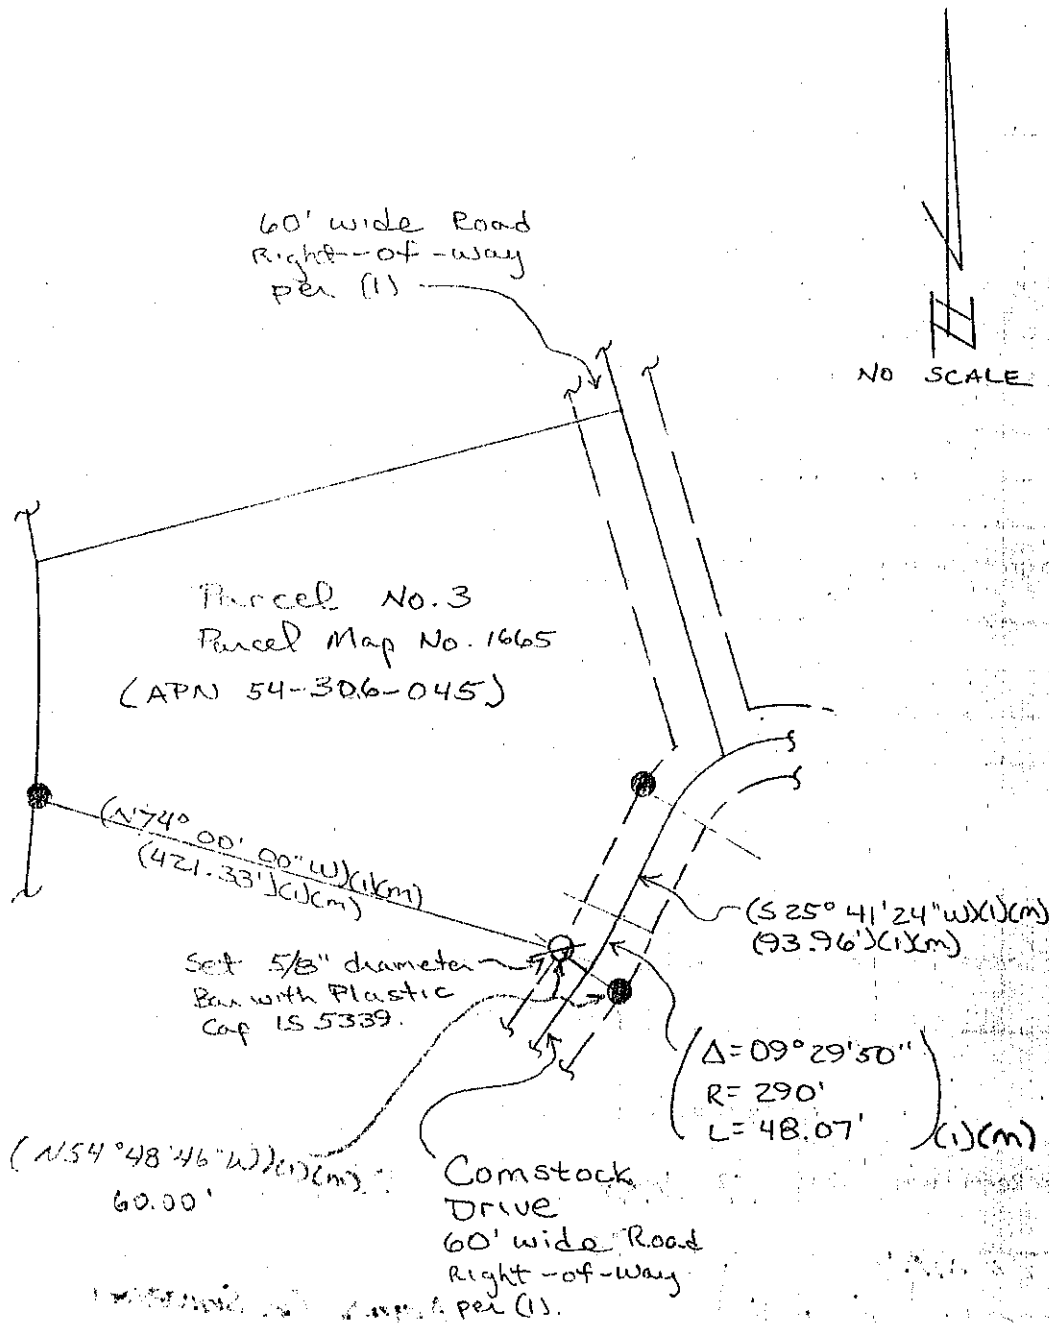 60' wide Road
Right-of-way
per (1)
NO SCALE
Parcel No. 3
Parcel Map No. 1665
(APN 54-306-045)
(N74° 00' 00" W)(1)(m)
(421.33')(1)(m)
(S 25° 41' 24" W)(1)(m)
(93.96')(1)(m)
Set 5/8" diameter
Bar with Plastic
Cap LS 5339.
Δ= 09° 29' 50"
R= 290'
L= 48.07'
(1)(m)
(N54° 48' 46" W)(1)(m)
60.00'
Comstock
Drive
60' wide Road
Right-of-Way
per (1).